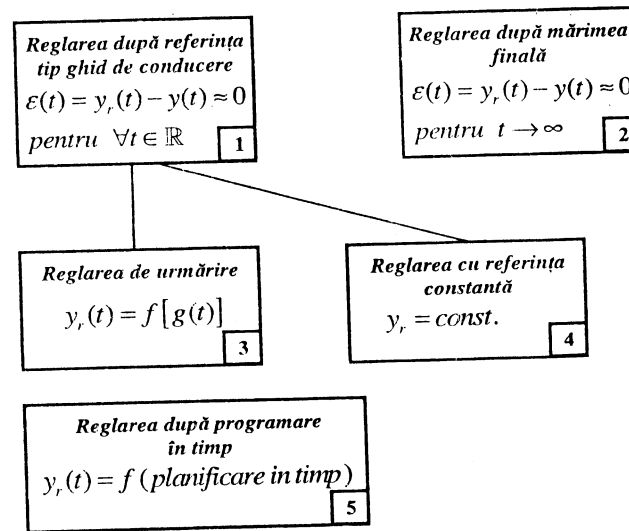 Reglarea după referința
tip ghid de conducere
ε(t) = y_r(t) − y(t) ≈ 0
pentru ∀t ∈ ℝ
1
Reglarea după mărimea
finală
ε(t) = y_r(t) − y(t) ≈ 0
pentru t → ∞
2
Reglarea de urmărire
y_r(t) = f[g(t)]
3
Reglarea cu referința
constantă
y_r = const.
4
Reglarea după programare
în timp
y_r(t) = f (planificare in timp)
5